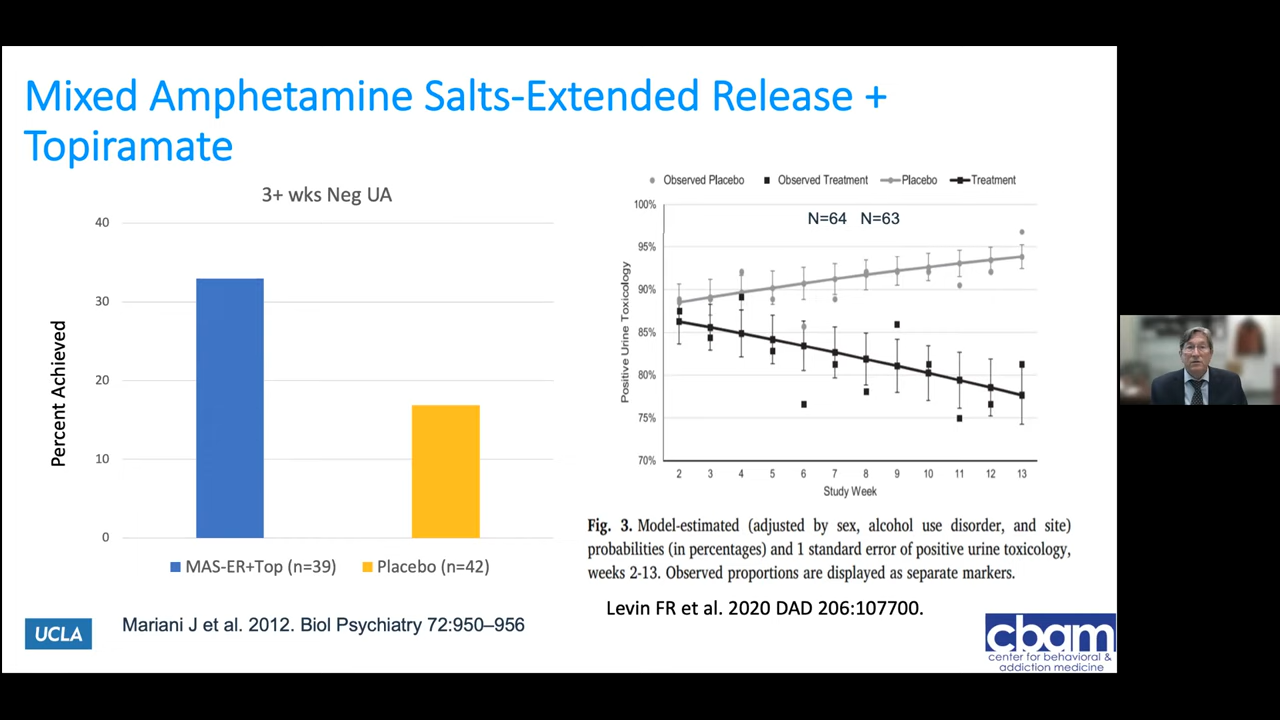 Mixed Amphetamine Salts-Extended Release +
Topiramate
3+ wks Neg UA
Percent Achieved
40
30
20
10
0
MAS-ER+Top (n=39)
Placebo (n=42)
Mariani J et al. 2012. Biol Psychiatry 72:950–956
UCLA
Observed Placebo
Observed Treatment
Placebo
Treatment
N=64 N=63
Positive Urine Toxicology
100%
95%
90%
85%
80%
75%
70%
2 3 4 5 6 7 8 9 10 11 12 13
Study Week
Fig. 3. Model-estimated (adjusted by sex, alcohol use disorder, and site)
probabilities (in percentages) and 1 standard error of positive urine toxicology,
weeks 2-13. Observed proportions are displayed as separate markers.
Levin FR et al. 2020 DAD 206:107700.
cbam
center for behavioral &
addiction medicine